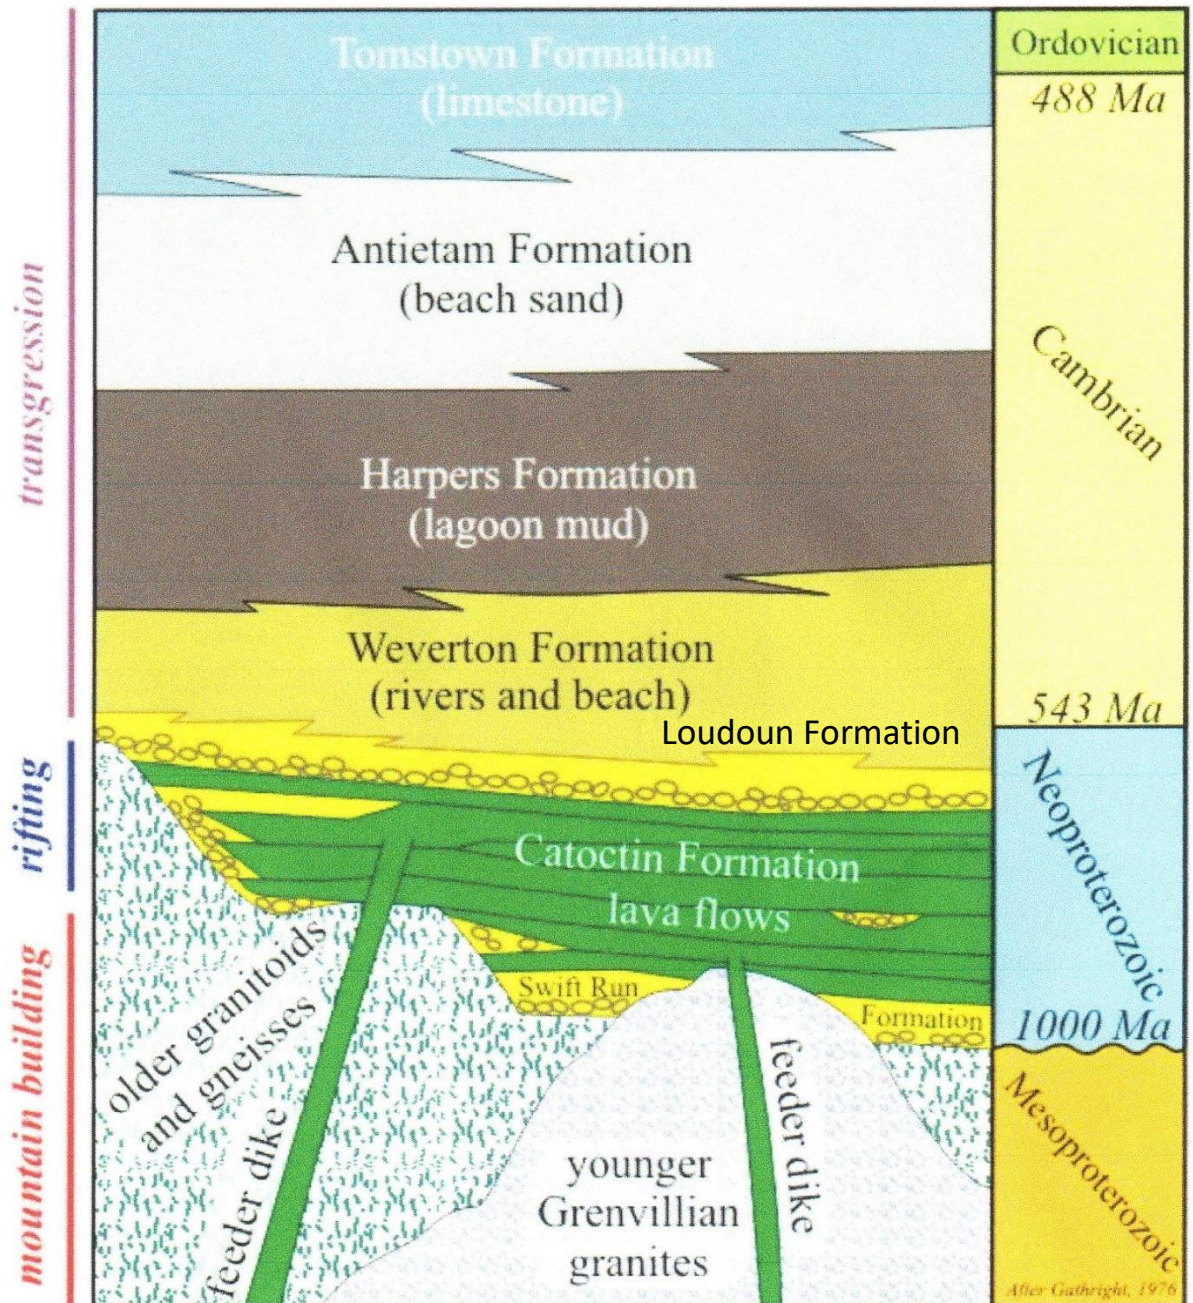 Tomstown Formation
(limestone)
Antietam Formation
(beach sand)
Harpers Formation
(lagoon mud)
Weverton Formation
(rivers and beach)
Loudoun Formation
Catoctin Formation
lava flows
Swift Run
Formation
older granitoids
and gneisses
feeder dike
younger
Grenvillian
granites
feeder dike
transgression
rifting
mountain building
Ordovician
488 Ma
Cambrian
543 Ma
Neoproterozoic
1000 Ma
Mesoproterozoic
After Gathright, 1976